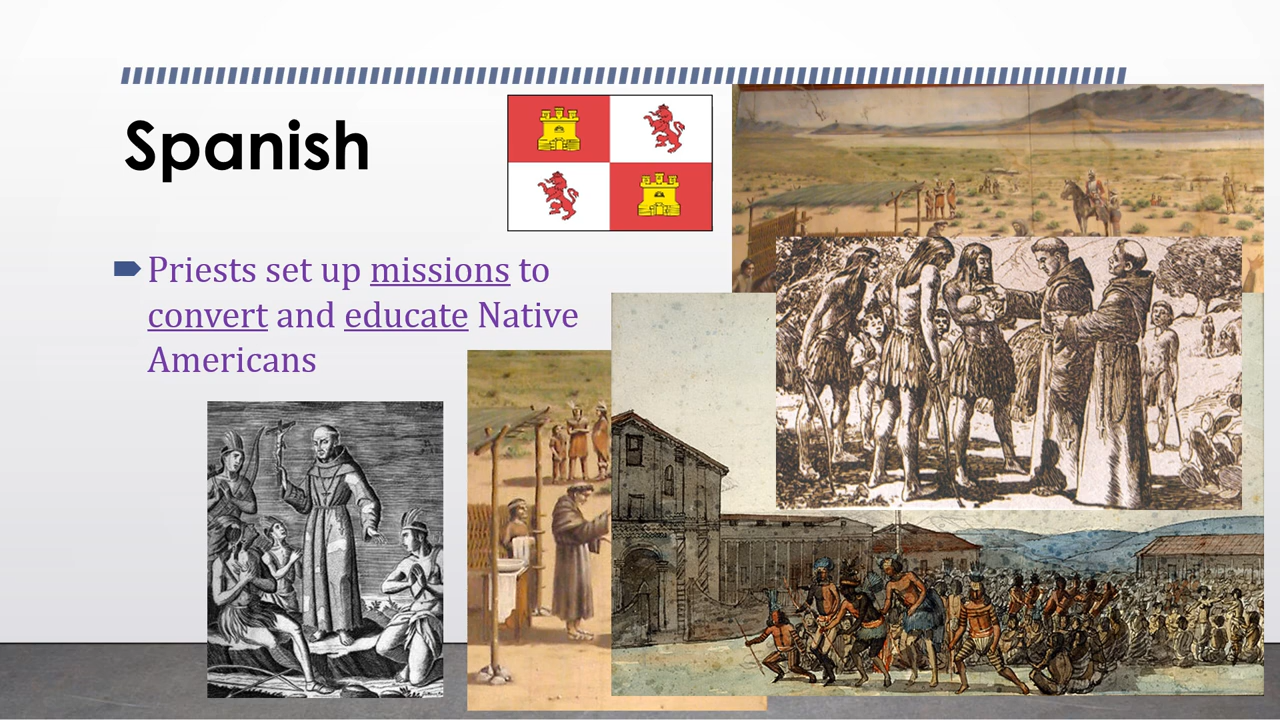 Spanish
Priests set up missions to
convert and educate Native
Americans